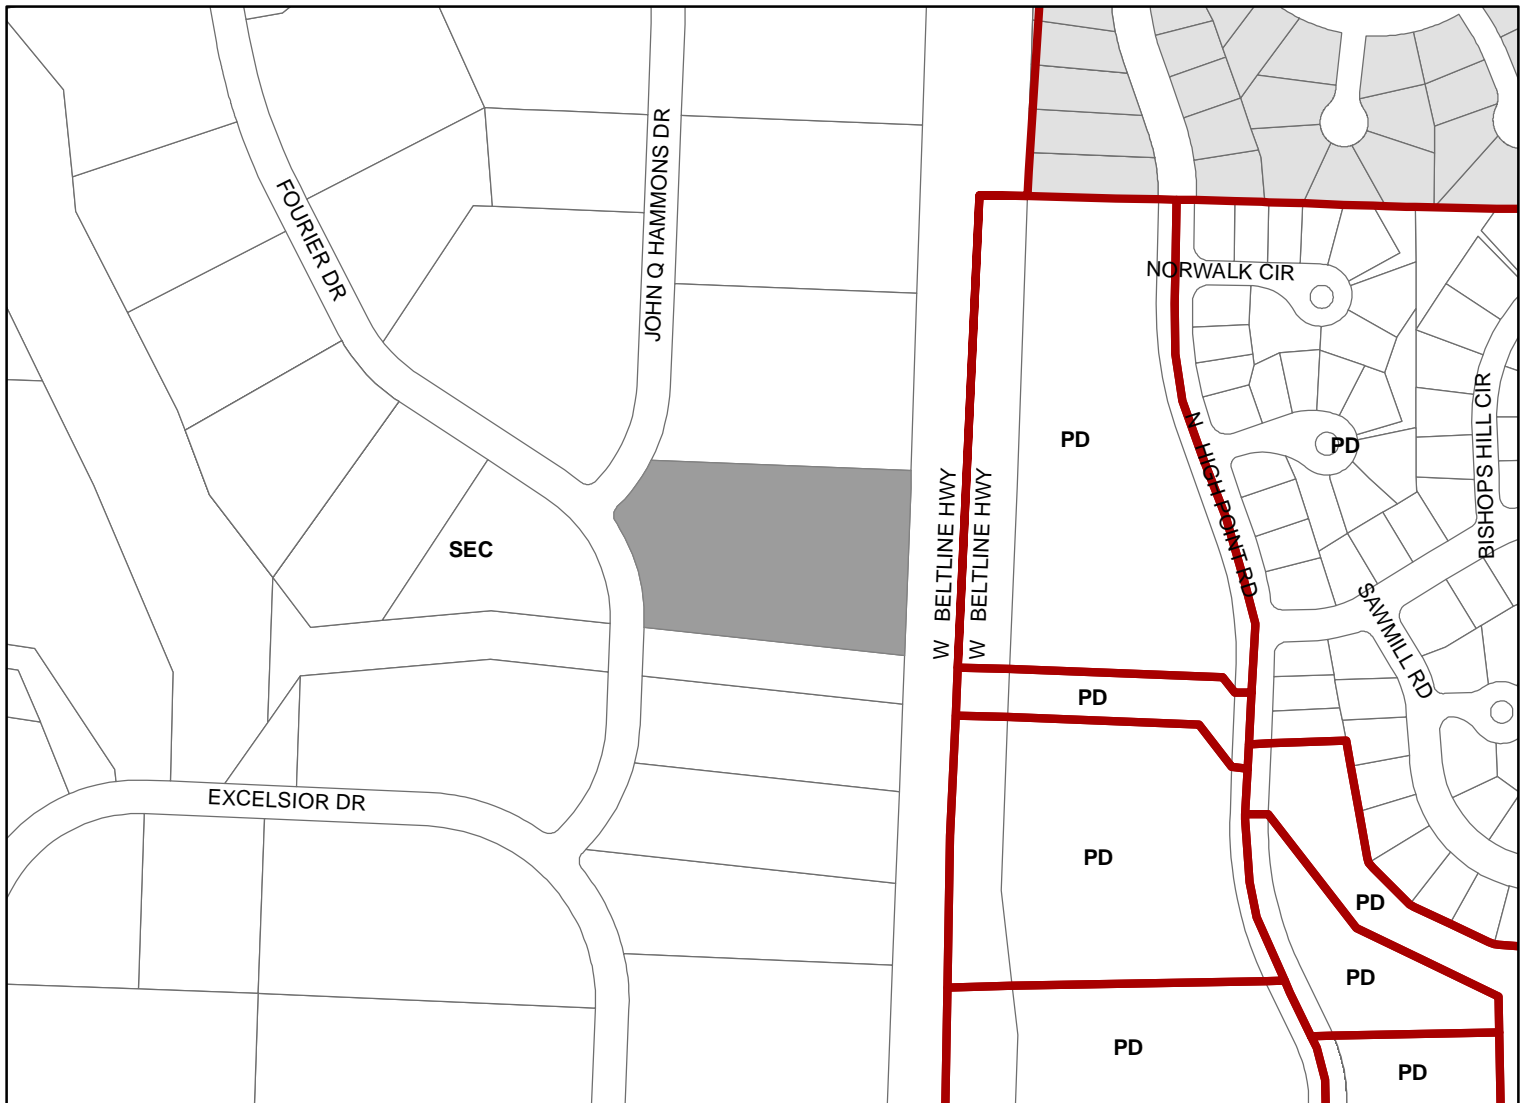 JOHN Q HAMMONS DR
FOURIER DR
NORWALK CIR
BISHOPS HILL CIR
PD
N HIGH POINT RD
PD
W BELTLINE HWY
W BELTLINE HWY
SEC
SAWMILL RD
PD
EXCELSIOR DR
PD
PD
PD
PD
PD